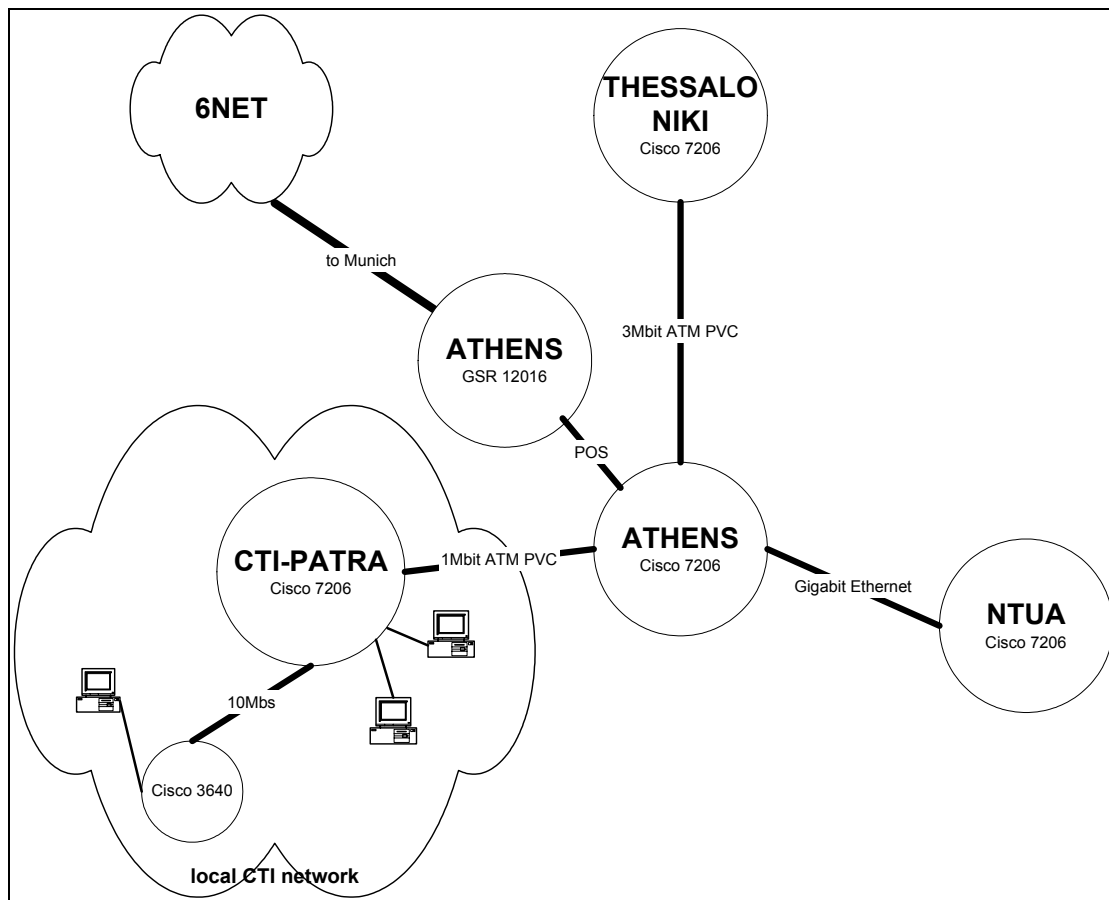 6NET
THESSALO
NIKI
Cisco 7206
to Munich
ATHENS
GSR 12016
3Mbit ATM PVC
POS
CTI-PATRA
Cisco 7206
1Mbit ATM PVC
ATHENS
Cisco 7206
Gigabit Ethernet
NTUA
Cisco 7206
10Mbs
Cisco 3640
local CTI network